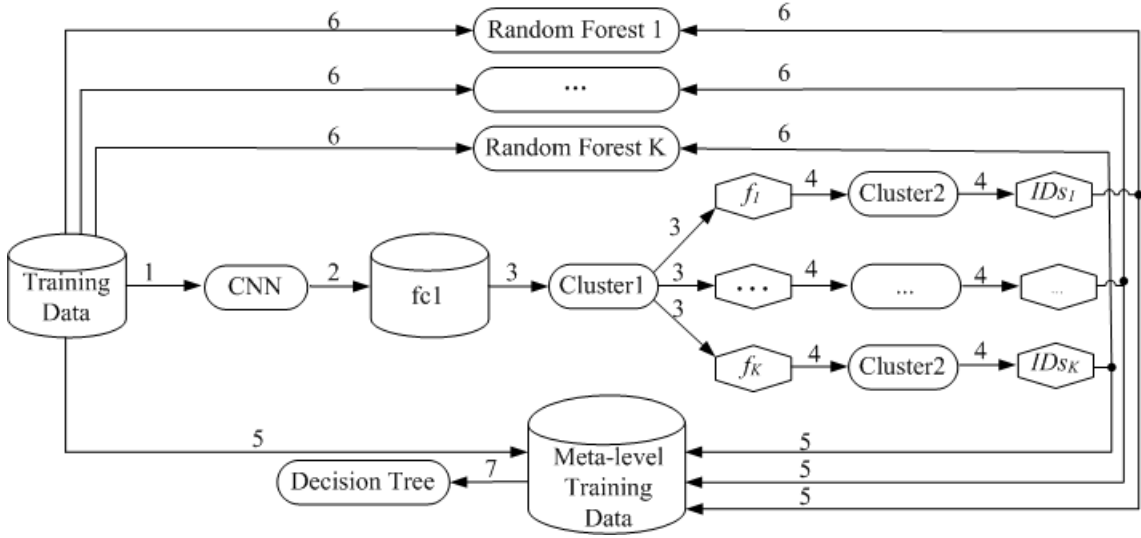 6
Random Forest 1
6
6
...
6
6
Random Forest K
6
Training
Data
1
CNN
2
fc1
3
Cluster1
3
f1
4
Cluster2
4
IDs1
3
...
4
...
4
...
3
fK
4
Cluster2
4
IDsK
5
Meta-level
Training
Data
5
5
5
7
Decision Tree